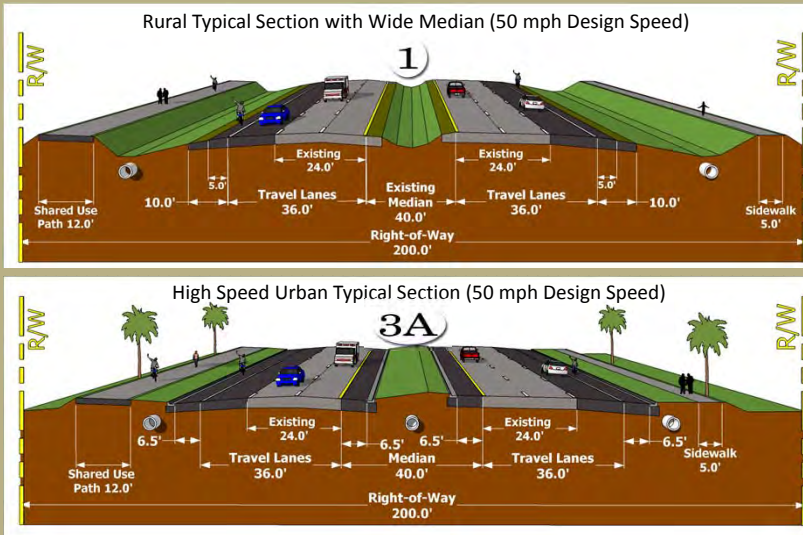 Rural Typical Section with Wide Median (50 mph Design Speed)
1
R/W
R/W
Existing
24.0'
Existing
24.0'
5.0'
5.0'
Shared Use
Path 12.0'
10.0'
Travel Lanes
36.0'
Existing
Median
40.0'
Travel Lanes
36.0'
10.0'
Sidewalk
5.0'
Right-of-Way
200.0'
High Speed Urban Typical Section (50 mph Design Speed)
3A
R/W
R/W
Existing
24.0'
Existing
24.0'
6.5'
6.5'
6.5'
6.5'
Shared Use
Path 12.0'
Travel Lanes
36.0'
Median
40.0'
Travel Lanes
36.0'
Sidewalk
5.0'
Right-of-Way
200.0'